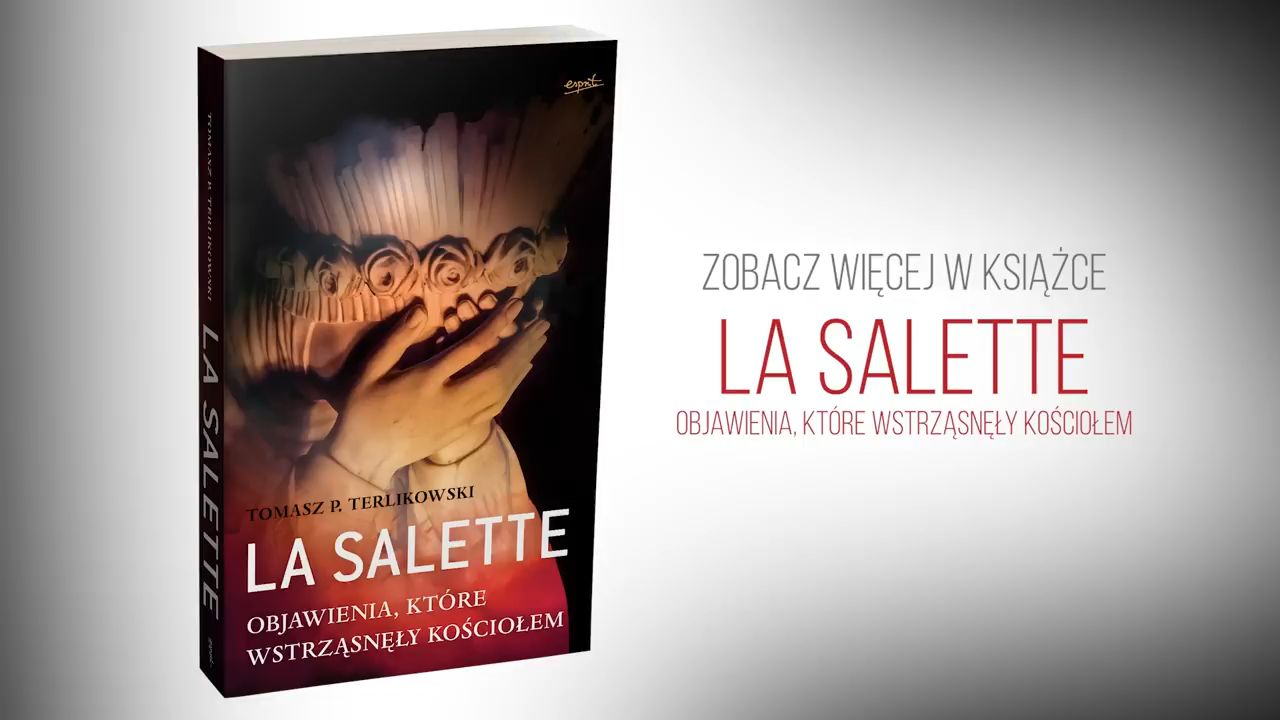 esprit
TOMASZ P. TERLIKOWSKI
LA SALETTE
TOMASZ P. TERLIKOWSKI
LA SALETTE
OBJAWIENIA, KTÓRE
WSTRZĄSNĘŁY KOŚCIOŁEM
ZOBACZ WIĘCEJ W KSIĄŻCE
LA SALETTE
OBJAWIENIA, KTÓRE WSTRZĄSNĘŁY KOŚCIOŁEM